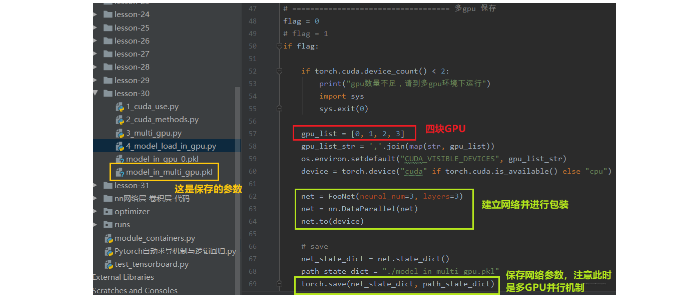 lesson-24
lesson-25
lesson-26
lesson-27
lesson-28
lesson-29
lesson-30
1_cuda_use.py
2_cuda_methods.py
3_multi_gpu.py
4_model_load_in_gpu.py
model_in_gpu_0.pkl
model_in_multi_gpu.pkl
lesson-31
这是保存的参数
nn网络层 卷积层 代码
optimizer
runs
module_containers.py
Pytorch自动求导机制与逻辑回归.py
test_tensorboard.py
External Libraries
Scratches and Consoles
47 # =================================== 多gpu 保存
48 flag = 0
49 # flag = 1
50 if flag:
52 if torch.cuda.device_count() < 2:
53 print("gpu数量不足，请到多gpu环境下运行")
54 import sys
55 sys.exit(0)
57 gpu_list = [0, 1, 2, 3]
四块GPU
58 gpu_list_str = ','.join(map(str, gpu_list))
59 os.environ.setdefault("CUDA_VISIBLE_DEVICES", gpu_list_str)
60 device = torch.device("cuda" if torch.cuda.is_available() else "cpu")
62 net = FooNet(neural_num=3, layers=3)
63 net = nn.DataParallel(net)
建立网络并进行包装
64 net.to(device)
66 # save
67 net_state_dict = net.state_dict()
68 path_state_dict = "./model_in_multi_gpu.pkl"
69 torch.save(net_state_dict, path_state_dict)
保存网络参数，注意此时
是多GPU并行机制